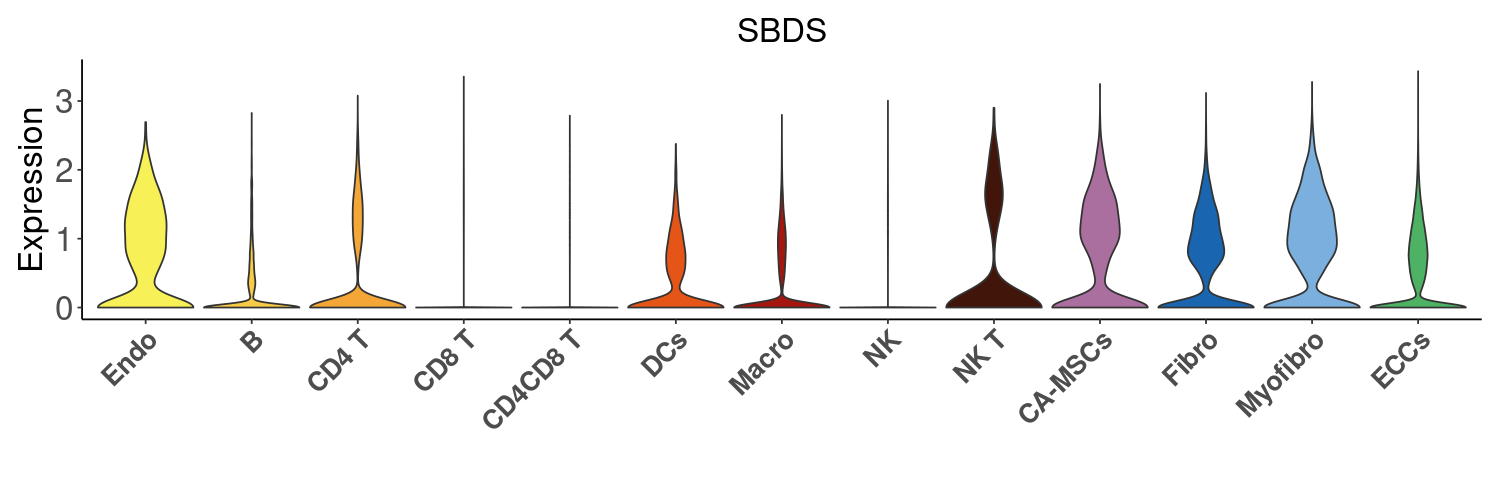 SBDS
Expression
3
2
1
0
Endo
B
CD4 T
CD8 T
CD4CD8 T
DCs
Macro
NK
NK T
CA-MSCs
Fibro
Myofibro
ECCs